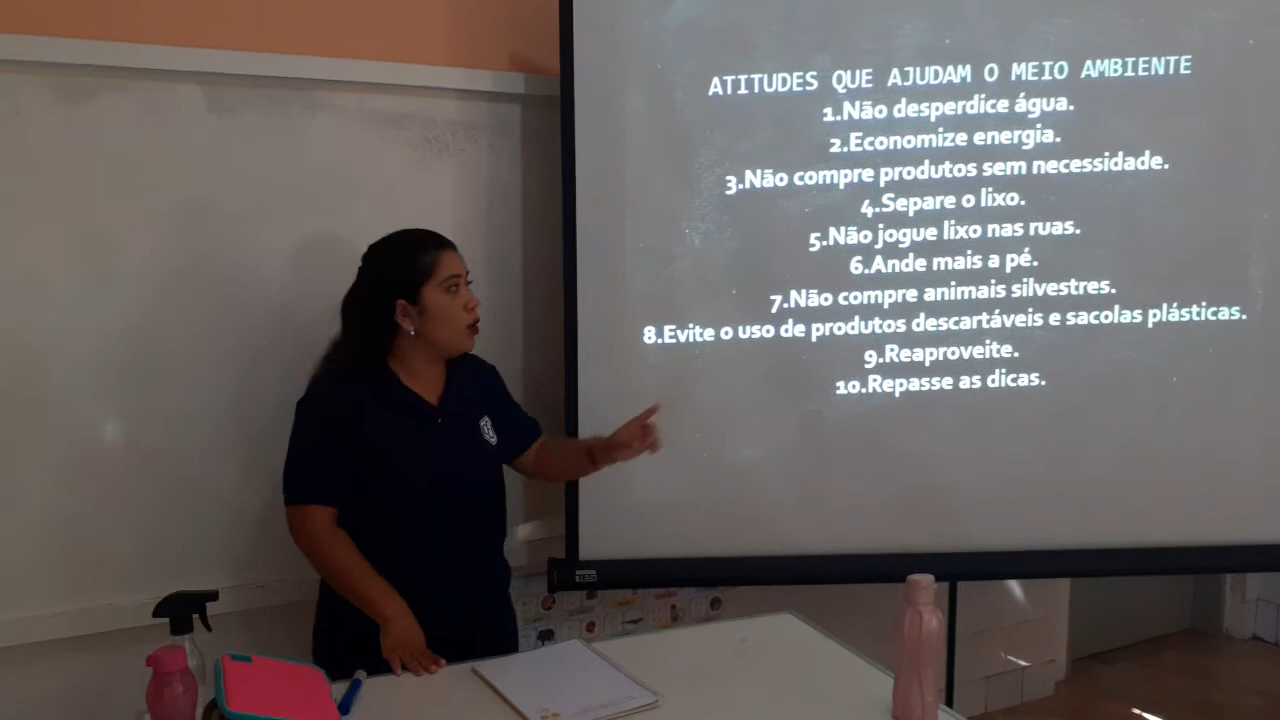 ATITUDES QUE AJUDAM O MEIO AMBIENTE
1.Não desperdice água.
2.Economize energia.
3.Não compre produtos sem necessidade.
4.Separe o lixo.
5.Não jogue lixo nas ruas.
6.Ande mais a pé.
7.Não compre animais silvestres.
8.Evite o uso de produtos descartáveis e sacolas plásticas.
9.Reaproveite.
10.Repasse as dicas.